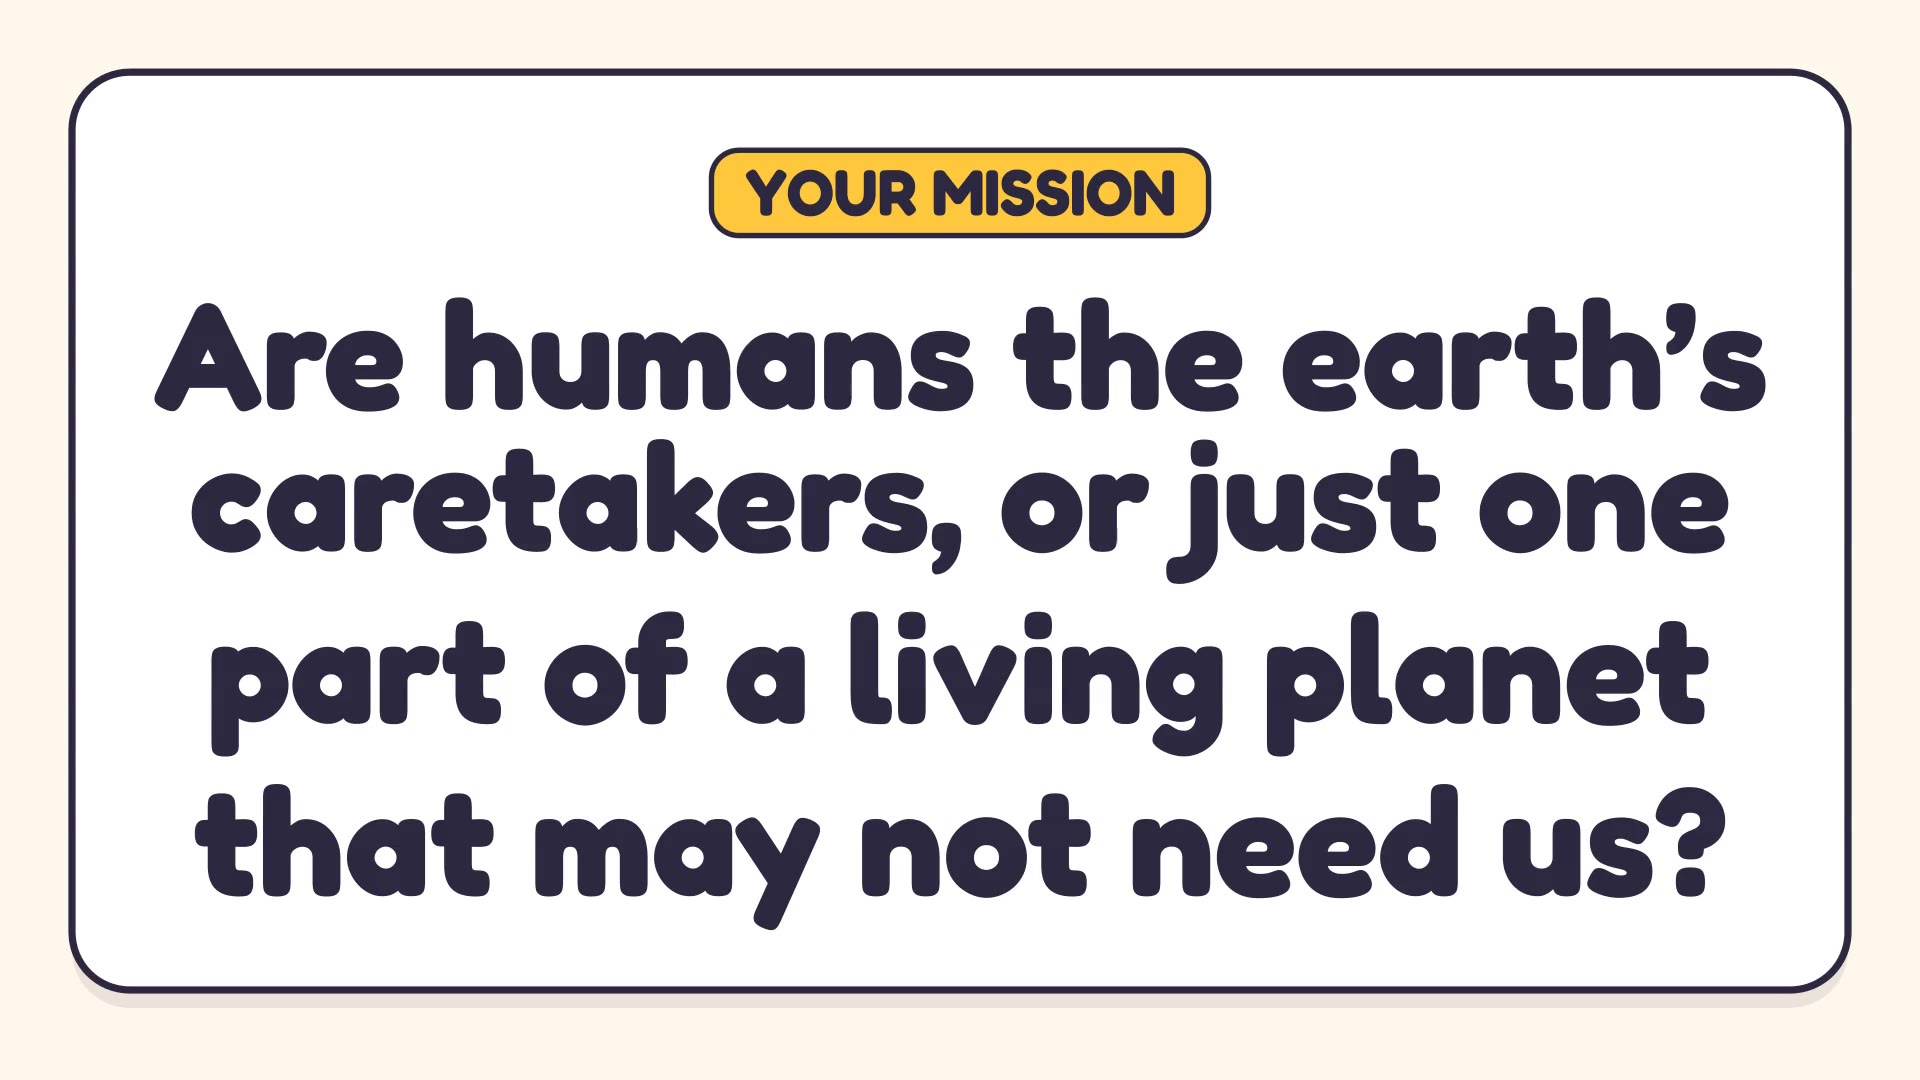 YOUR MISSION
Are humans the earth’s
caretakers, or just one
part of a living planet
that may not need us?